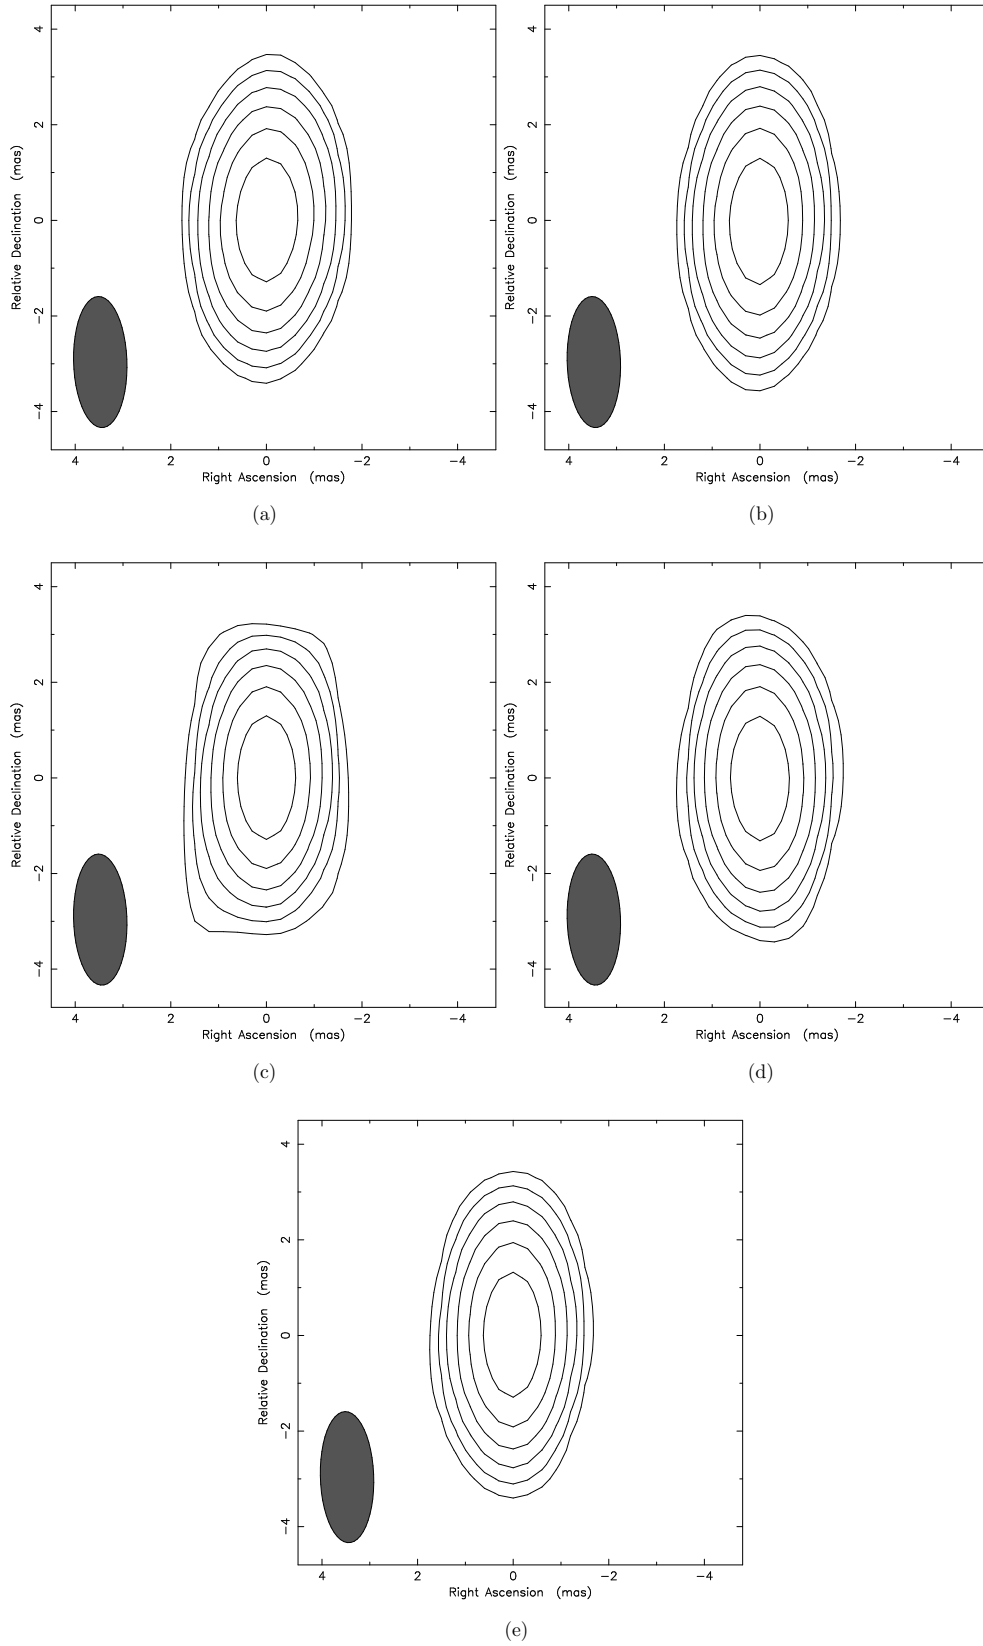 4
2
0
−2
−4
Relative Declination (mas)
4 2 0 −2 −4
Right Ascension (mas)
(a)
4
2
0
−2
−4
Relative Declination (mas)
4 2 0 −2 −4
Right Ascension (mas)
(b)
4
2
0
−2
−4
Relative Declination (mas)
4 2 0 −2 −4
Right Ascension (mas)
(c)
4
2
0
−2
−4
Relative Declination (mas)
4 2 0 −2 −4
Right Ascension (mas)
(d)
4
2
0
−2
−4
Relative Declination (mas)
4 2 0 −2 −4
Right Ascension (mas)
(e)